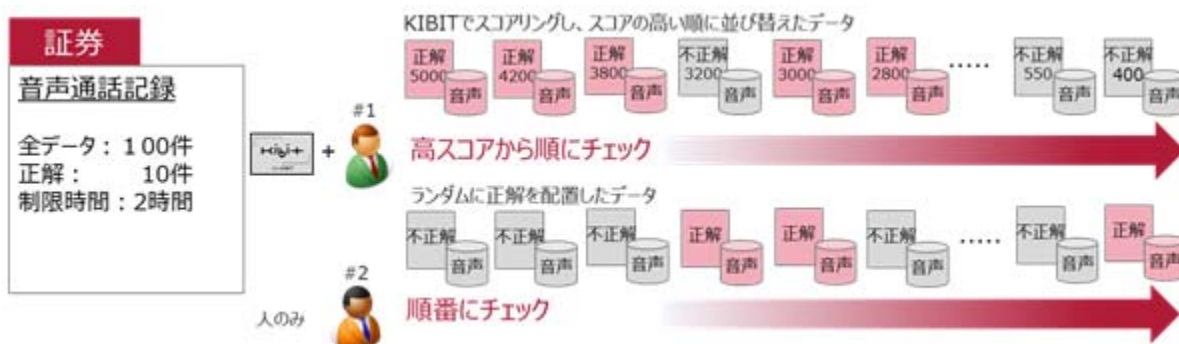 証券
音声通話記録
全データ：100件
正解：　10件
制限時間：2時間
KIBIT
+
#1
人のみ
#2
KIBITでスコアリングし、スコアの高い順に並び替えたデータ
正解 5000 音声
正解 4200 音声
正解 3800 音声
不正解 3200 音声
正解 3000 音声
正解 2800 音声
‥‥‥
不正解 550 音声
不正解 400 音声
高スコアから順にチェック
ランダムに正解を配置したデータ
不正解 音声
不正解 音声
不正解 音声
正解 音声
正解 音声
不正解 音声
‥‥‥
不正解 音声
正解 音声
順番にチェック